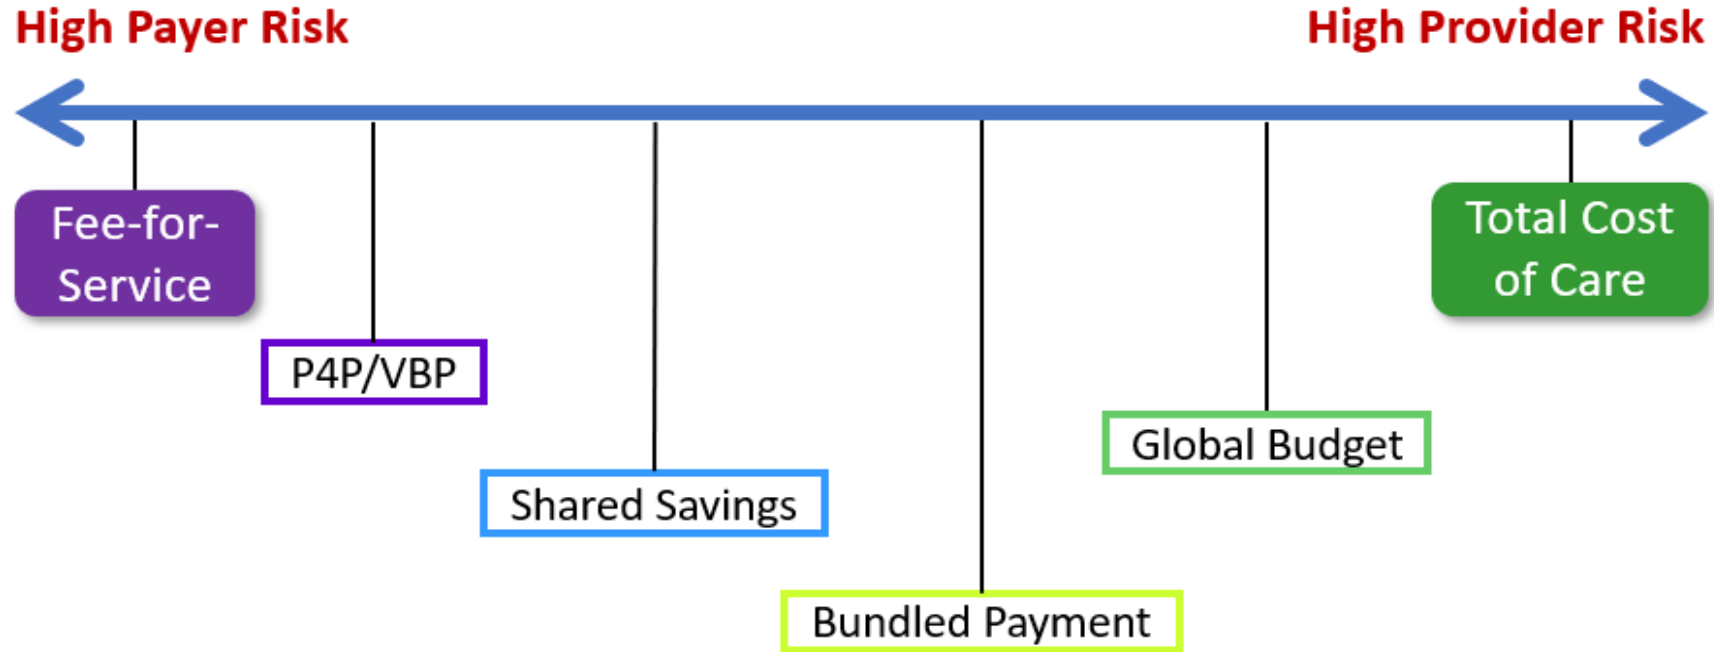 High Payer Risk
High Provider Risk
Fee-for-
Service
Total Cost
of Care
P4P/VBP
Global Budget
Shared Savings
Bundled Payment